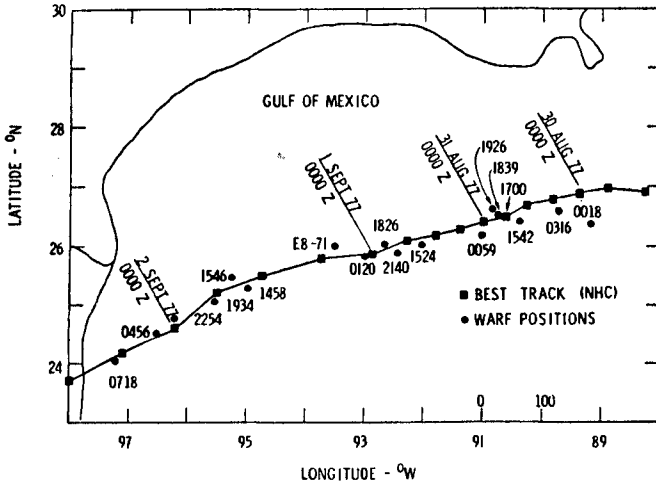 30
28
26
24
LATITUDE - ⁰N
GULF OF MEXICO
30 AUG 77
0000 Z
31 AUG 77
0000 Z
1 SEPT 77
0000 Z
2 SEPT 77
0000 Z
1926
1839
1700
0018
0316
1542
0059
1826
1524
2140
0120
E8-71
1546
1458
1934
2254
0456
0718
■ BEST TRACK (NHC)
● WARF POSITIONS
0 100
97 95 93 91 89
LONGITUDE - ⁰W